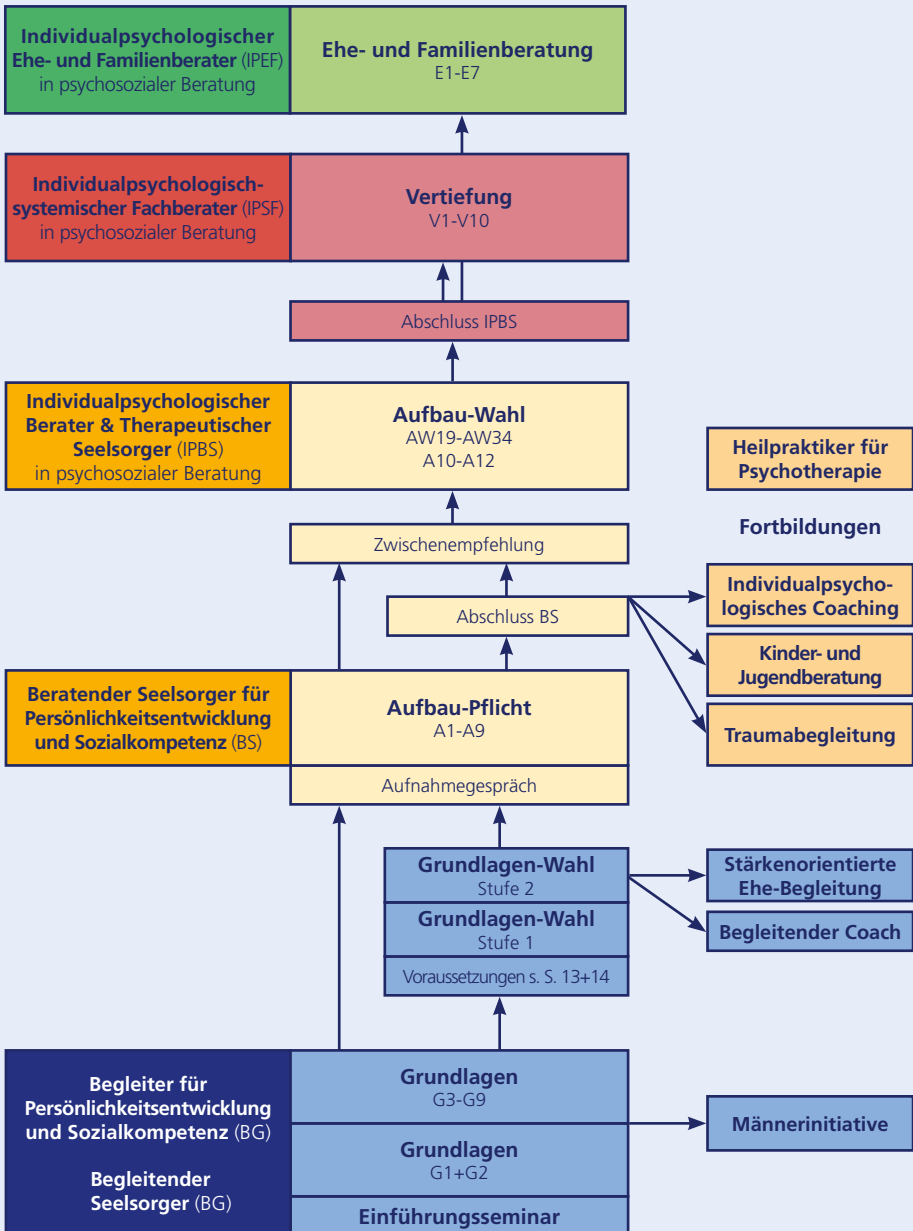 Individualpsychologischer
Ehe- und Familienberater (IPEF)
in psychosozialer Beratung
Ehe- und Familienberatung
E1-E7
Individualpsychologisch-
systemischer Fachberater (IPSF)
in psychosozialer Beratung
Vertiefung
V1-V10
Abschluss IPBS
Individualpsychologischer
Berater & Therapeutischer
Seelsorger (IPBS)
in psychosozialer Beratung
Aufbau-Wahl
AW19-AW34
A10-A12
Heilpraktiker für
Psychotherapie
Fortbildungen
Zwischenempfehlung
Individualpsycho-
logisches Coaching
Abschluss BS
Kinder- und
Jugendberatung
Beratender Seelsorger für
Persönlichkeitsentwicklung
und Sozialkompetenz (BS)
Aufbau-Pflicht
A1-A9
Traumabegleitung
Aufnahmegespräch
Grundlagen-Wahl
Stufe 2
Stärkenorientierte
Ehe-Begleitung
Grundlagen-Wahl
Stufe 1
Begleitender Coach
Voraussetzungen s. S. 13+14
Begleiter für
Persönlichkeitsentwicklung
und Sozialkompetenz (BG)
Begleitender
Seelsorger (BG)
Grundlagen
G3-G9
Männerinitiative
Grundlagen
G1+G2
Einführungsseminar